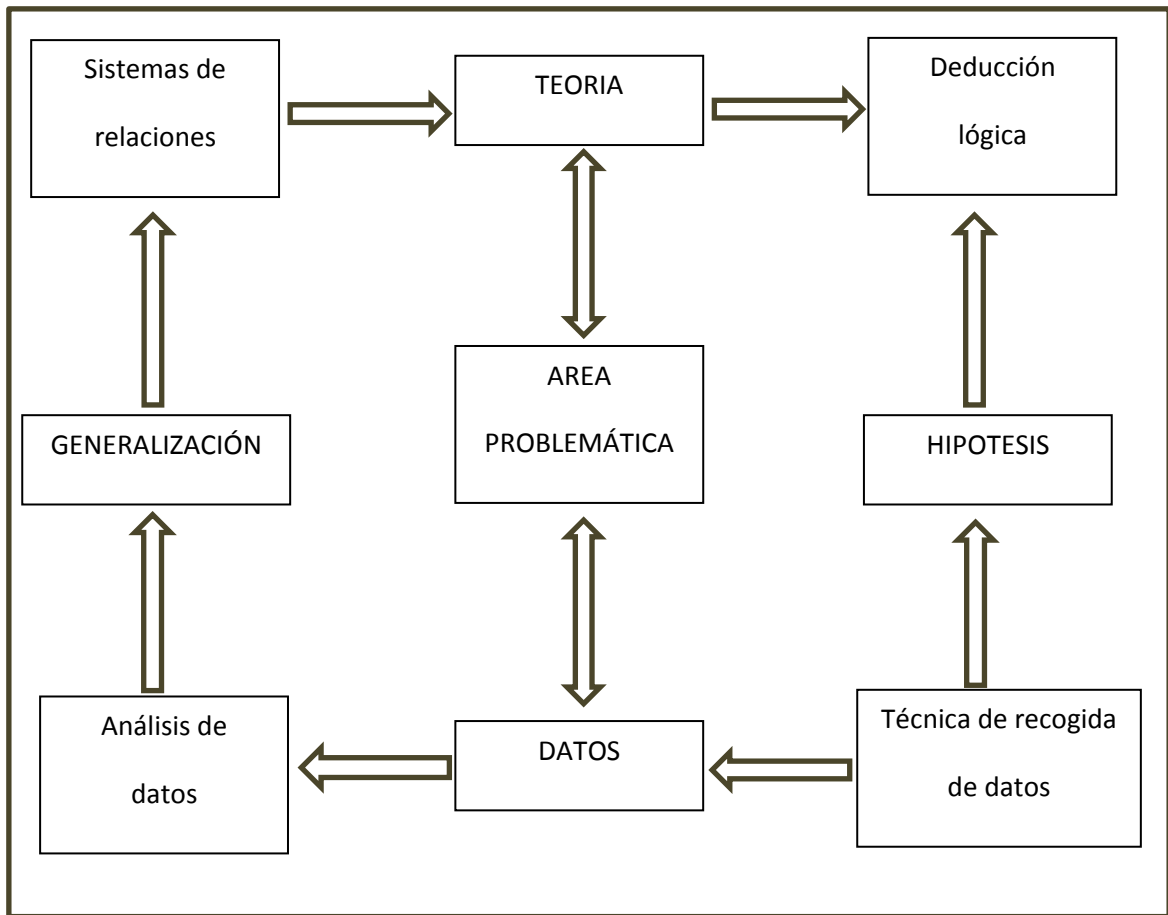 Sistemas de
relaciones
TEORIA
Deducción
lógica
AREA
PROBLEMÁTICA
GENERALIZACIÓN
HIPOTESIS
Análisis de
datos
DATOS
Técnica de recogida
de datos